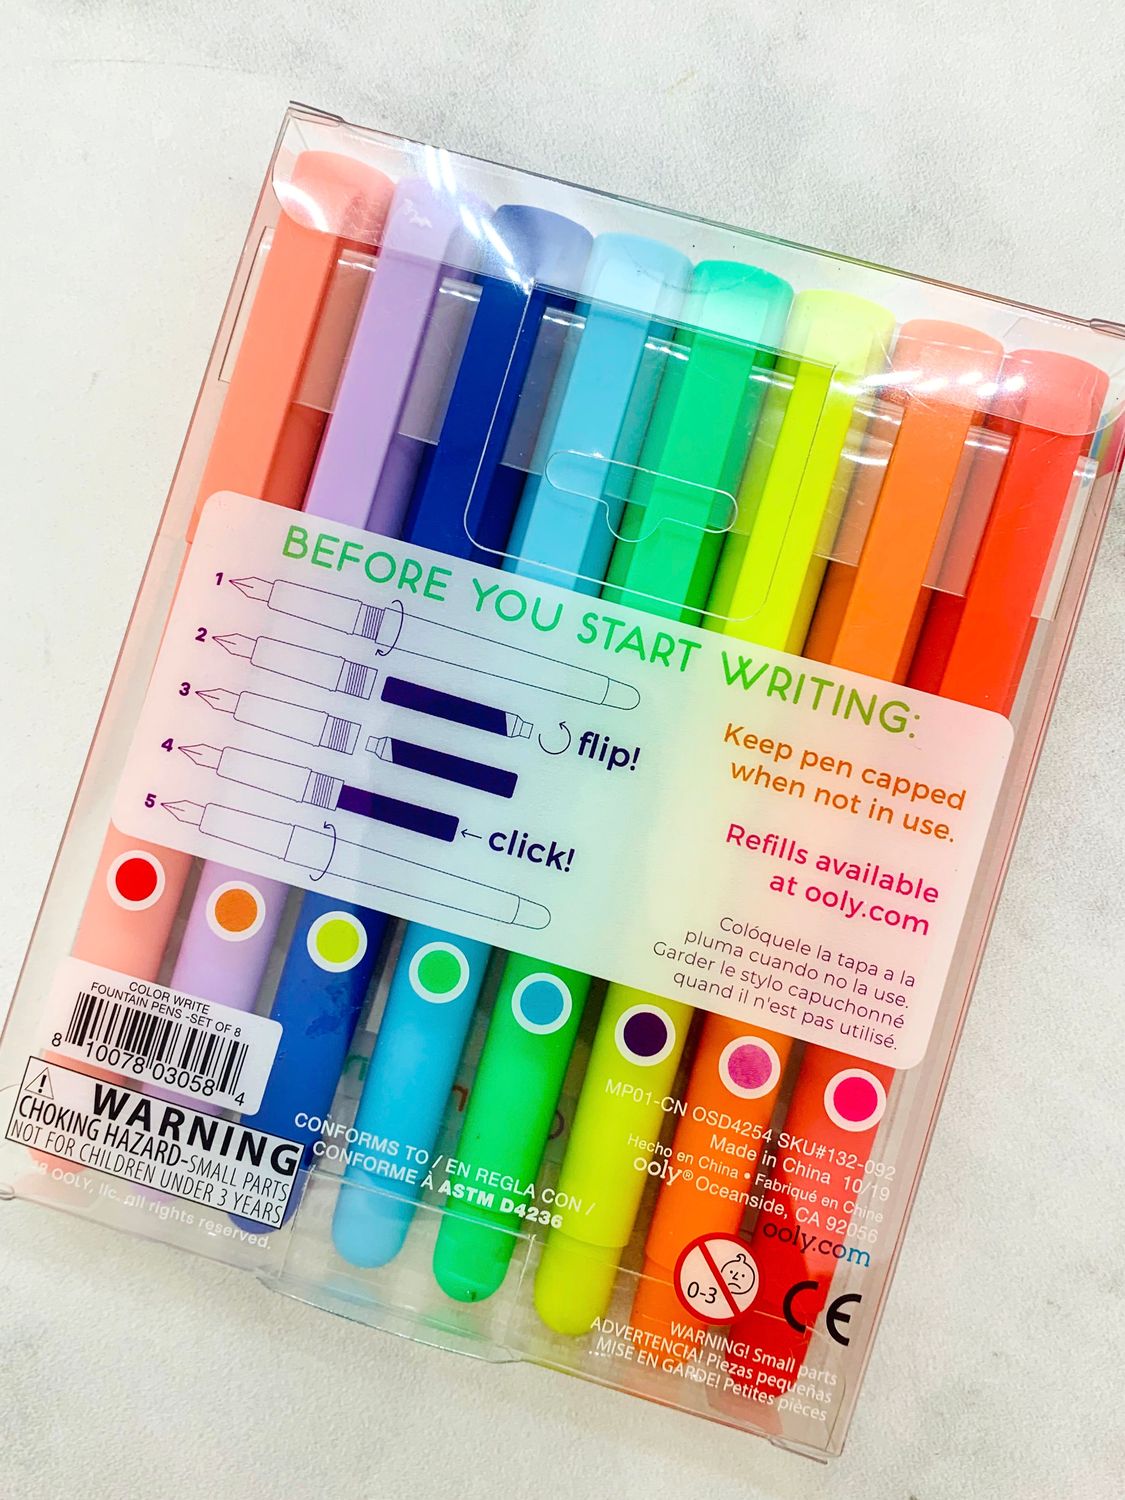 BEFORE YOU START WRITING:
1
2
3
4
5
flip!
click!
Keep pen capped
when not in use.
Refills available
at ooly.com
Colóquele la tapa a la
pluma cuando no la use.
Garder le stylo capuchonné
quand il n'est pas utilisé.
COLOR WRITE
FOUNTAIN PENS -SET OF 8
8 10078 03058 4
WARNING
CHOKING HAZARD-SMALL PARTS
NOT FOR CHILDREN UNDER 3 YEARS
OOLY, llc. all rights reserved.
CONFORMS TO / EN REGLA CON /
CONFORME À ASTM D4236
MP01-CN OSD4254 SKU#132-092
Made in China 10/19
Hecho en China • Fabriqué en Chine
ooly® Oceanside, CA 92056
ooly.com
0-3
CE
WARNING! Small parts
ADVERTENCIA! Piezas pequeñas
MISE EN GARDE! Petites pièces